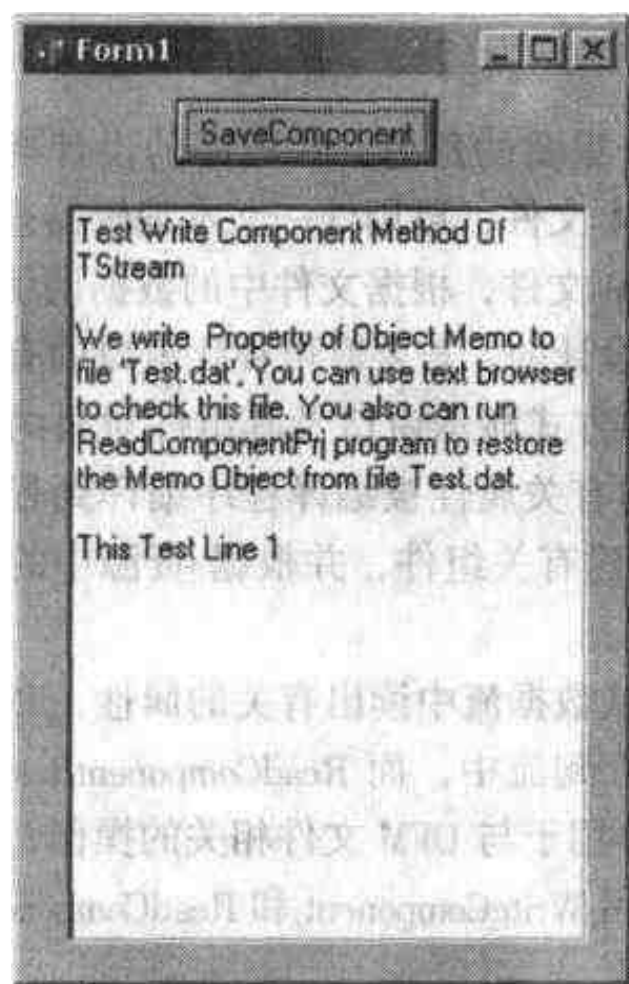 Form1
SaveComponent
Test Write Component Method Of
TStream
We write Property of Object Memo to
file 'Test.dat'. You can use text browser
to check this file. You also can run
ReadComponentPrj program to restore
the Memo Object from file Test.dat.
This Test Line 1